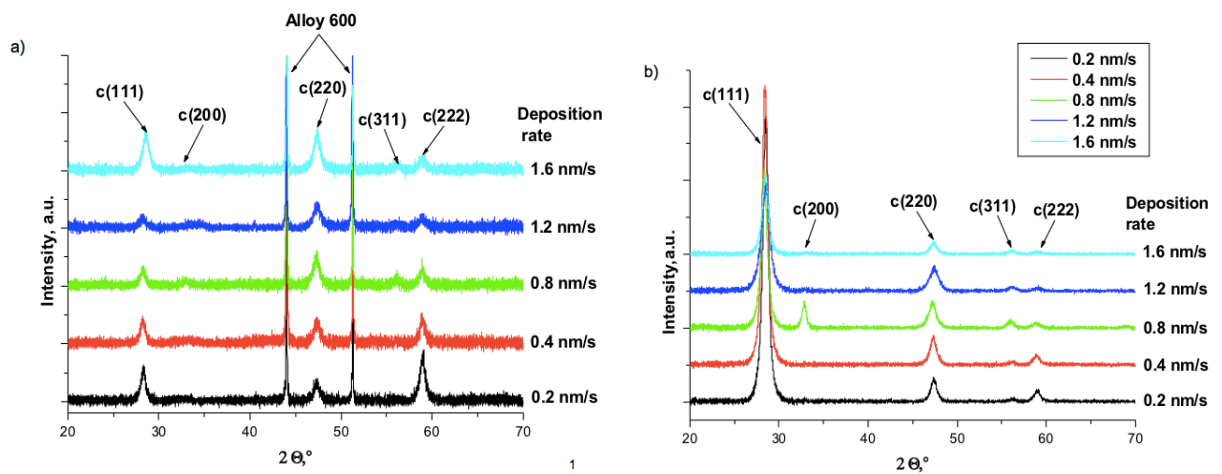 a)
Alloy 600
c(111)
c(200)
c(220)
c(311)
c(222)
Deposition
rate
1.6 nm/s
1.2 nm/s
0.8 nm/s
0.4 nm/s
0.2 nm/s
Intensity, a.u.
20 30 40 50 60 70
2 Θ,°
1
b)
0.2 nm/s
0.4 nm/s
0.8 nm/s
1.2 nm/s
1.6 nm/s
c(111)
c(200)
c(220)
c(311)
c(222)
Deposition
rate
1.6 nm/s
1.2 nm/s
0.8 nm/s
0.4 nm/s
0.2 nm/s
Intensity,a.u.
20 30 40 50 60 70
2 Θ,°